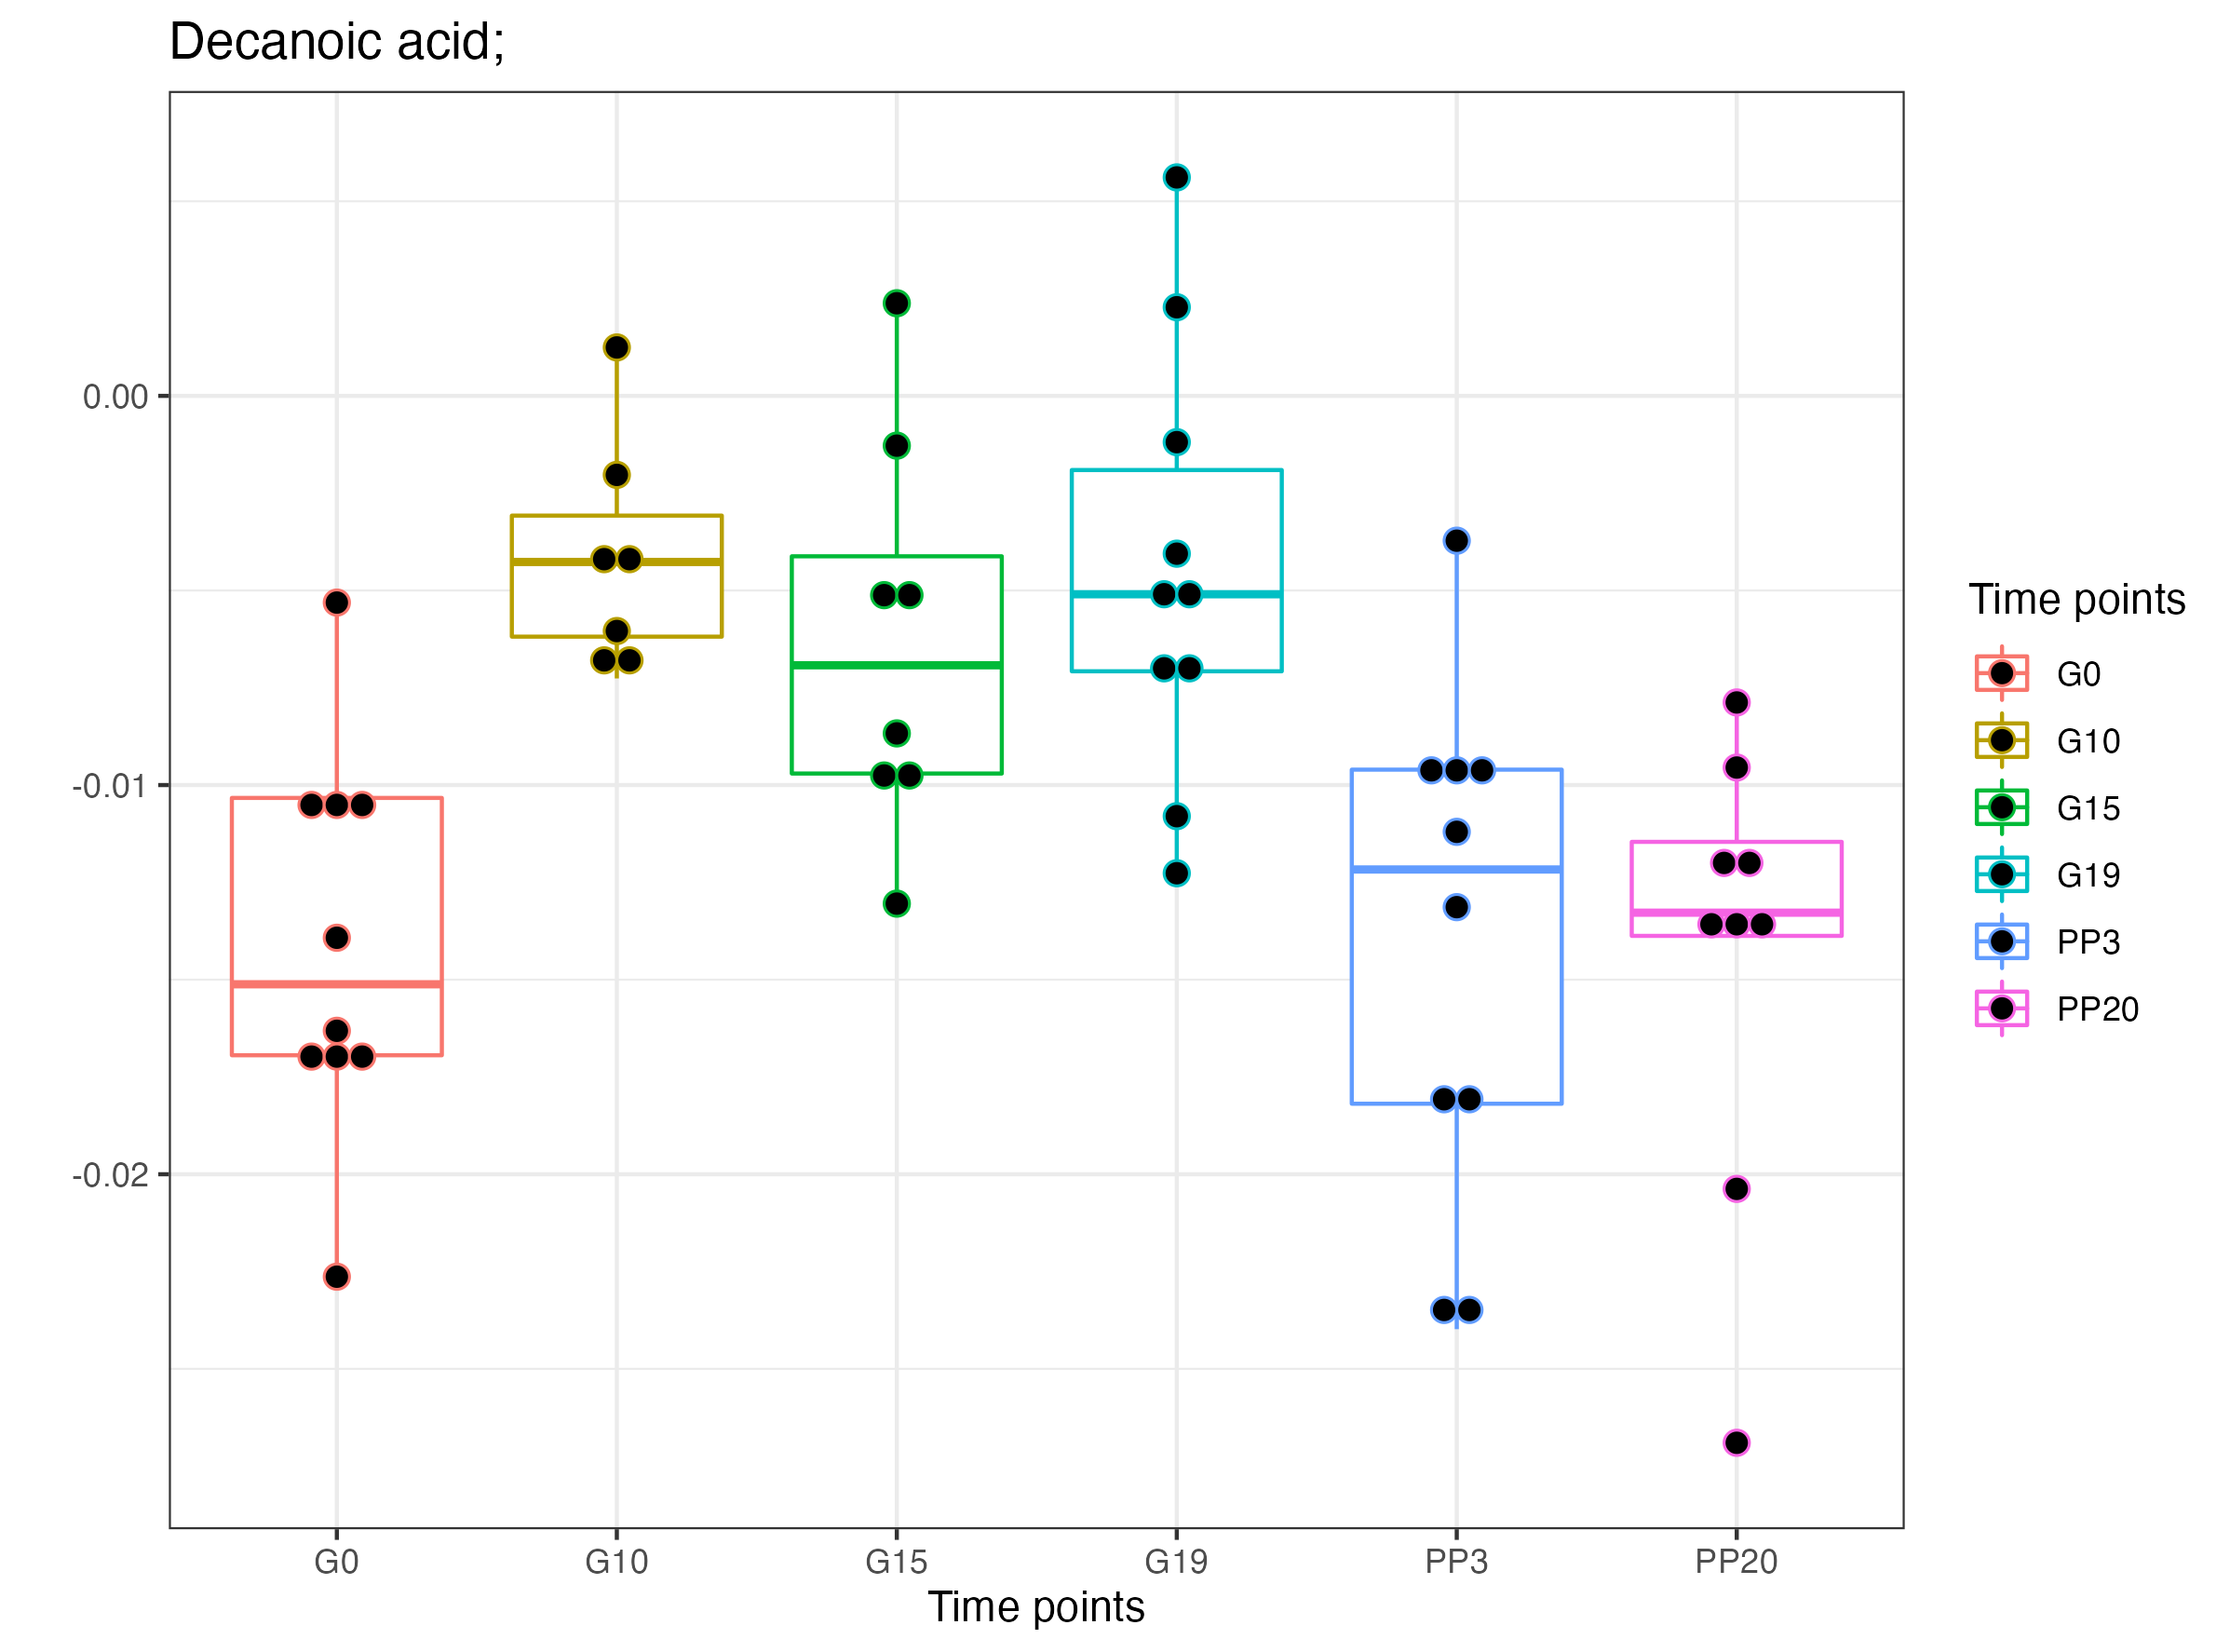 Decanoic acid;
0.00
-0.01
-0.02
G0 G10 G15 G19 PP3 PP20
Time points
Time points
G0
G10
G15
G19
PP3
PP20